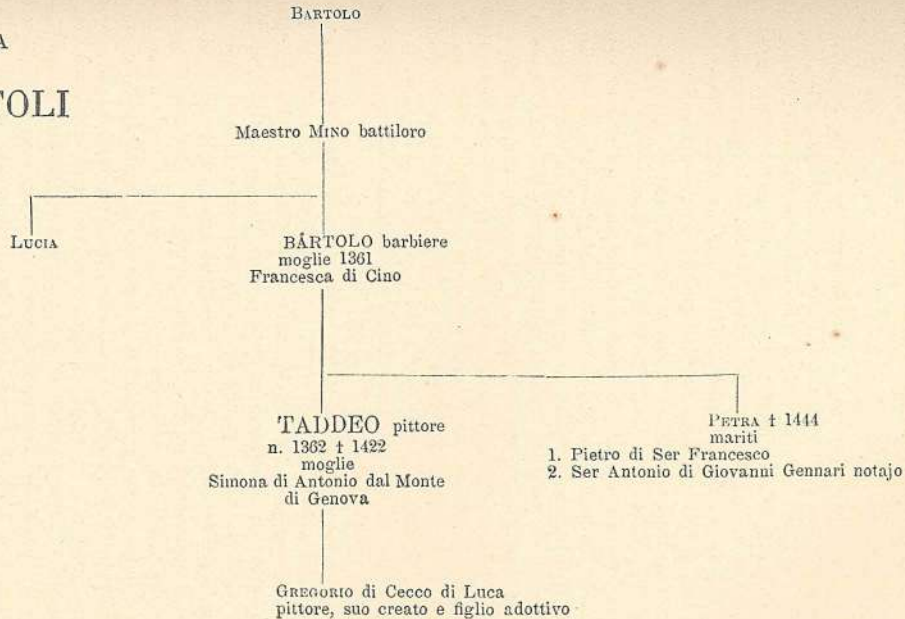 BARTOLO
A
TOLI
Maestro MINO battiloro
LUCIA
BÁRTOLO barbiere
moglie 1361
Francesca di Cino
TADDEO pittore
n. 1362 † 1422
moglie
Simona di Antonio dal Monte
di Genova
PETRA † 1444
mariti
1. Pietro di Ser Francesco
2. Ser Antonio di Giovanni Gennari notajo
GREGORIO di Cecco di Luca
pittore, suo creato e figlio adottivo